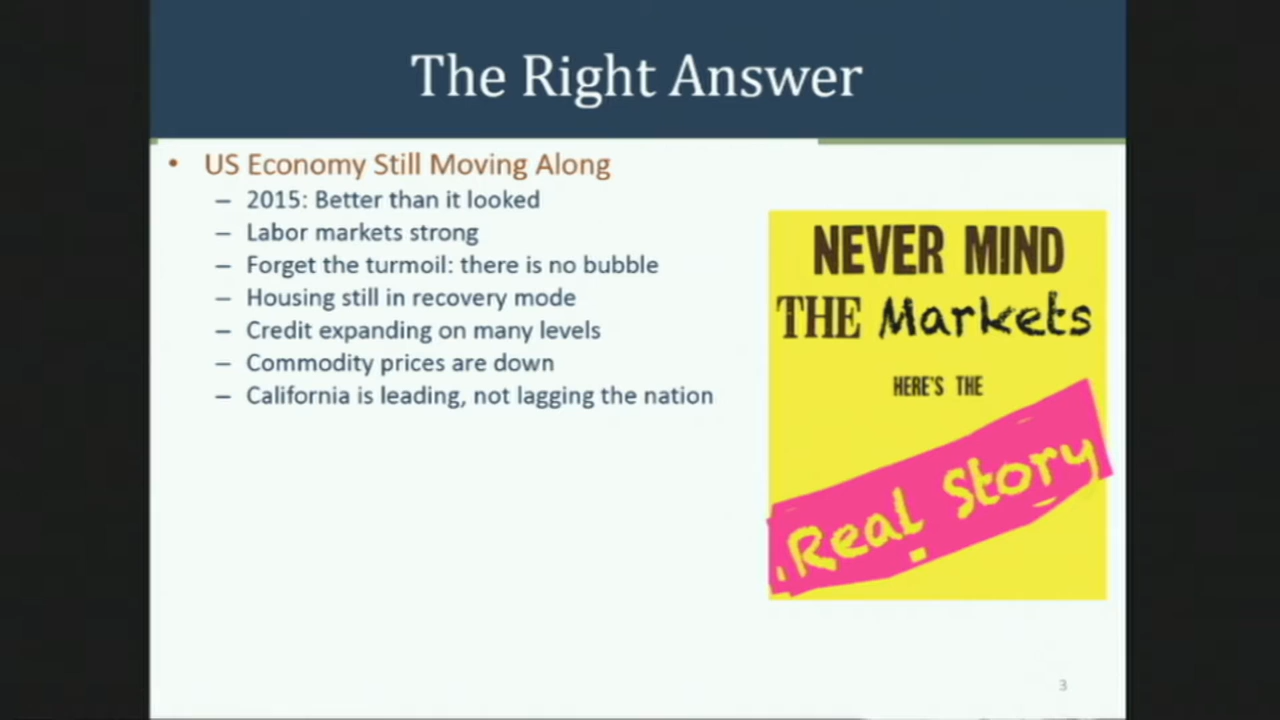 The Right Answer
• US Economy Still Moving Along
– 2015: Better than it looked
– Labor markets strong
– Forget the turmoil: there is no bubble
– Housing still in recovery mode
– Credit expanding on many levels
– Commodity prices are down
– California is leading, not lagging the nation
NEVER MIND
THE Markets
HERE'S THE
Real Story
3